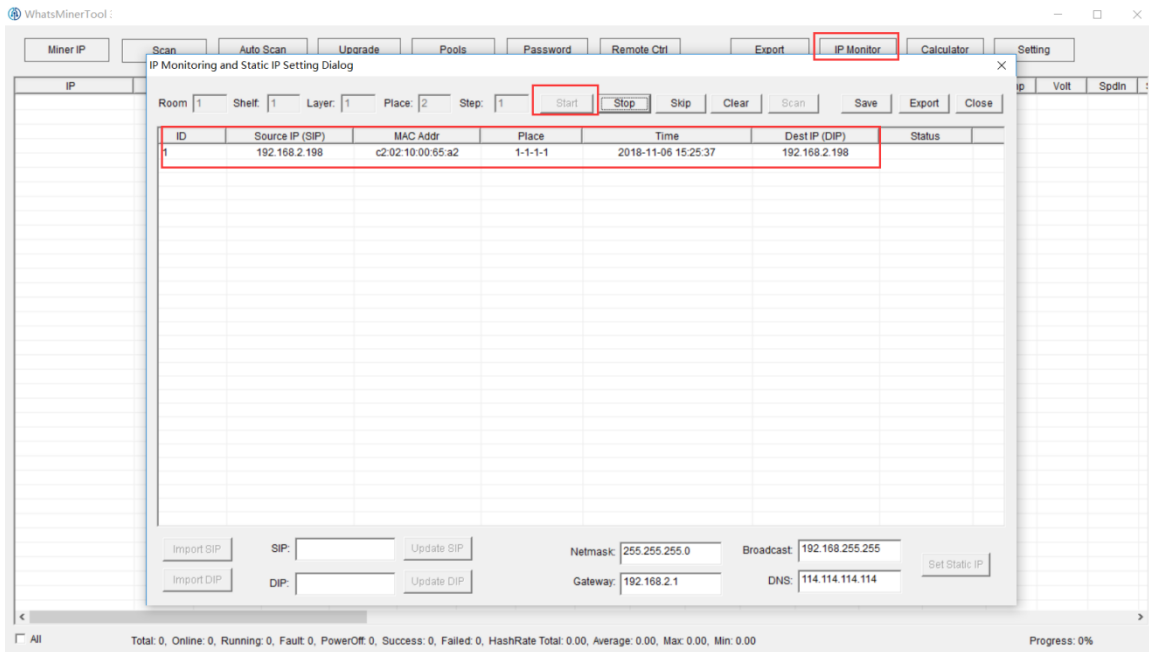 WhatsMinerTool
Miner IP Scan Auto Scan Upgrade Pools Password Remote Ctrl Export IP Monitor Calculator Setting
IP Monitoring and Static IP Setting Dialog
IP Volt SpdIn
Room 1 Shelf: 1 Layer: 1 Place: 2 Step: 1 Start Stop Skip Clear Scan Save Export Close
ID Source IP (SIP) MAC Addr Place Time Dest IP (DIP) Status
1 192.168.2.198 c2:02:10:00:65:a2 1-1-1-1 2018-11-06 15:25:37 192.168.2.198
Import SIP SIP: Update SIP Netmask: 255.255.255.0 Broadcast: 192.168.255.255
Set Static IP
Import DIP DIP: Update DIP Gateway: 192.168.2.1 DNS: 114.114.114.114
All Total: 0, Online: 0, Running: 0, Fault: 0, PowerOff: 0, Success: 0, Failed: 0, HashRate Total: 0.00, Average: 0.00, Max: 0.00, Min: 0.00 Progress: 0%